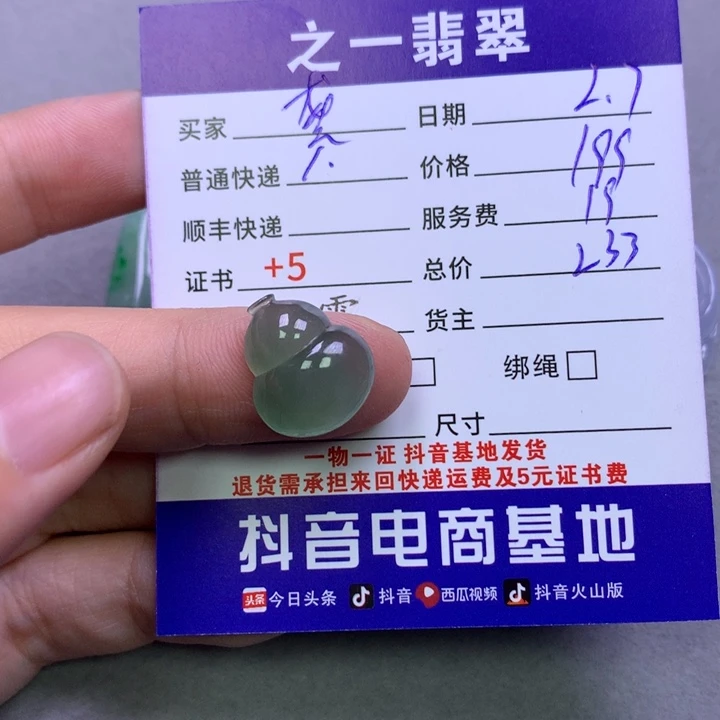 之一翡翠
买家 樊 日期 2.7
普通快递 价格 199
顺丰快递 服务费
证书 +5 总价 233
货主
绑绳
尺寸
一物一证 抖音基地发货
退货需承担来回快递运费及5元证书费
抖音电商基地
头条 今日头条 抖音 西瓜视频 抖音火山版